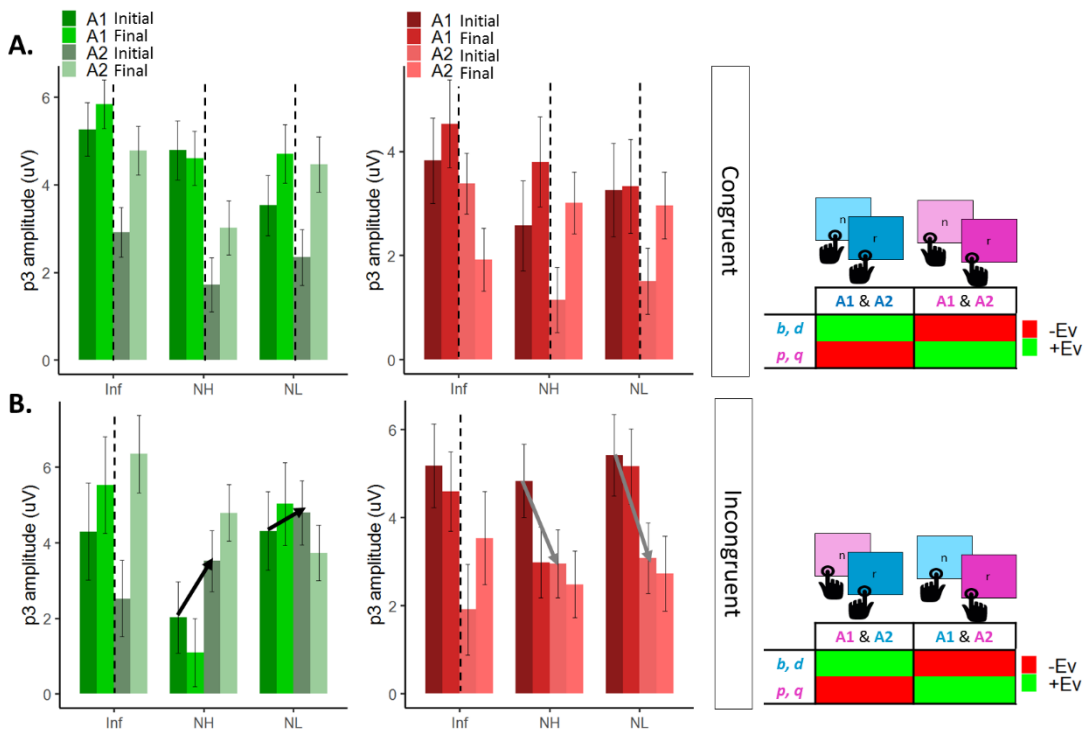 A.
A1 Initial
A1 Final
A2 Initial
A2 Final
p3 amplitude (uV)
6
4
2
0
Inf
NH
NL
A1 Initial
A1 Final
A2 Initial
A2 Final
p3 amplitude (uV)
4
2
0
Inf
NH
NL
Congruent
n
r
n
r
A1 & A2
A1 & A2
b, d
p, q
-Ev
+Ev
B.
p3 amplitude (uV)
6
4
2
0
Inf
NH
NL
p3 amplitude (uV)
6
4
2
0
Inf
NH
NL
Incongruent
n
r
n
r
A1 & A2
A1 & A2
b, d
p, q
-Ev
+Ev